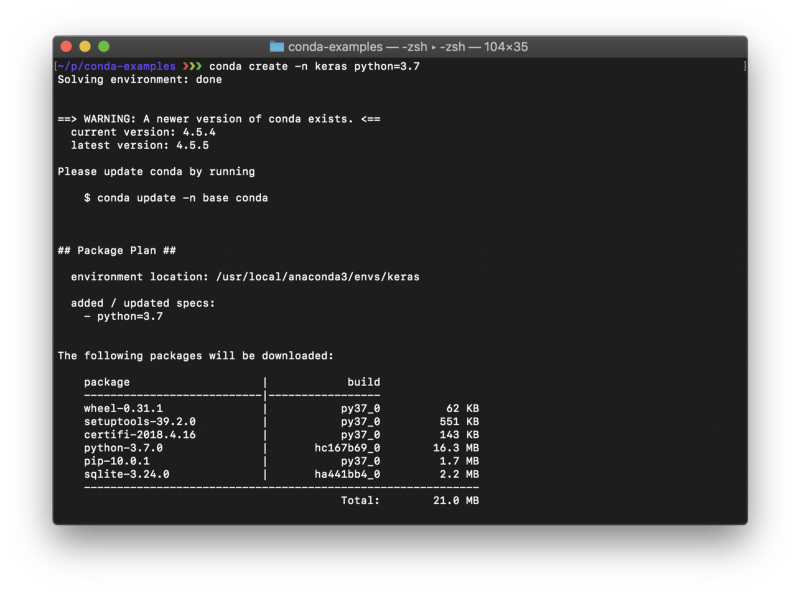 conda-examples — -zsh ▸ -zsh — 104×35
[~/p/conda-examples ❯❯❯ conda create -n keras python=3.7 ]
Solving environment: done
==> WARNING: A newer version of conda exists. <==
current version: 4.5.4
latest version: 4.5.5
Please update conda by running
$ conda update -n base conda
## Package Plan ##
environment location: /usr/local/anaconda3/envs/keras
added / updated specs:
- python=3.7
The following packages will be downloaded:
package | build
---------------------------|-----------------
wheel-0.31.1 | py37_0 62 KB
setuptools-39.2.0 | py37_0 551 KB
certifi-2018.4.16 | py37_0 143 KB
python-3.7.0 | hc167b69_0 16.3 MB
pip-10.0.1 | py37_0 1.7 MB
sqlite-3.24.0 | ha441bb4_0 2.2 MB
------------------------------------------------------------
Total: 21.0 MB